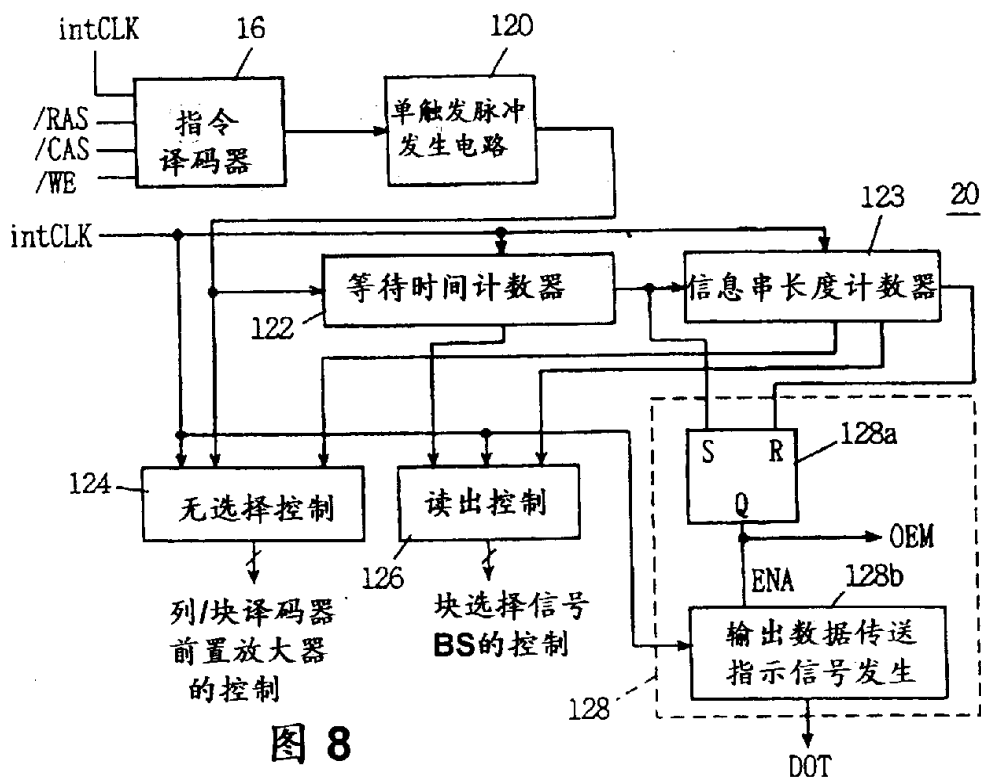 intCLK
16
120
/RAS
/CAS
/WE
指令
译码器
单触发脉冲
发生电路
20
123
intCLK
等待时间计数器
信息串长度计数器
122
124
无选择控制
读出控制
126
S R
Q
128a
OEM
ENA
128b
列/块译码器
前置放大器
的控制
块选择信号
BS的控制
输出数据传送
指示信号发生
128
DOT
图 8